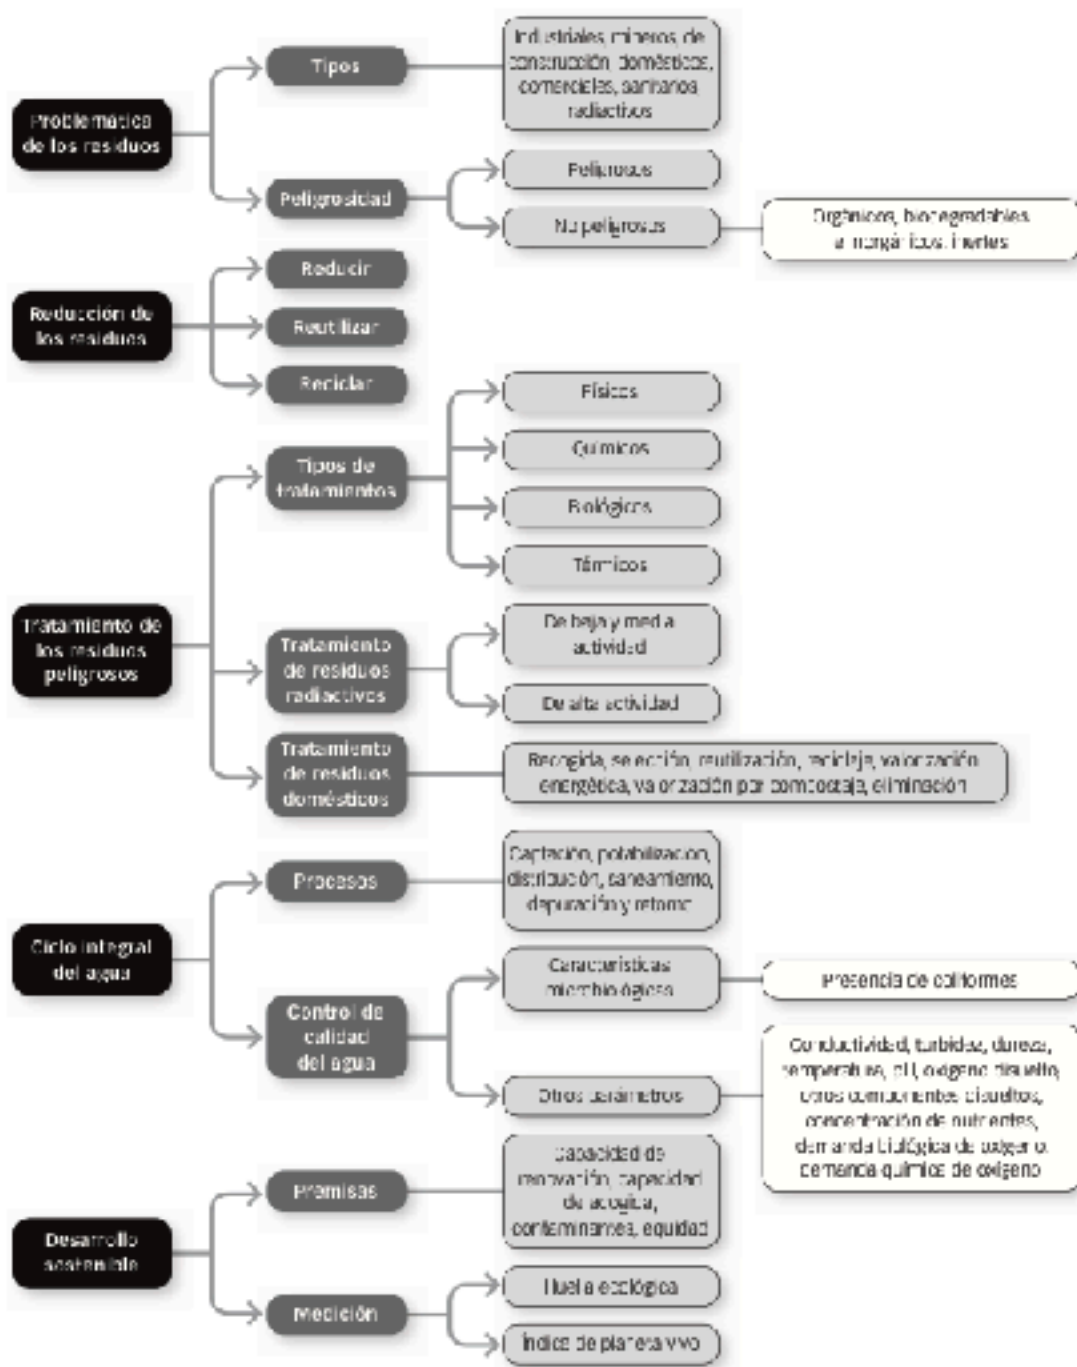 Problemática
de los residuos
Tipos
Industriales, mineros, de
construcción, domésticos,
comerciales, sanitarios,
radiactivos
Peligrosidad
Peligrosos
No peligrosos
Orgánicos, biodegradables
e inorgánicos, inertes
Reducción de
los residuos
Reducir
Reutilizar
Reciclar
Tratamiento de
los residuos
peligrosos
Tipos de
tratamientos
Físicos
Químicos
Biológicos
Térmicos
Tratamiento
de residuos
radiactivos
De baja y media
actividad
De alta actividad
Tratamiento
de residuos
domésticos
Recogida, selección, reutilización, reciclaje, valorización
energética, valorización por compostaje, eliminación
Ciclo integral
del agua
Procesos
Captación, potabilización,
distribución, saneamiento,
depuración y retorno
Control de
calidad
del agua
Características
microbiológicas
Presencia de coliformes
Otros parámetros
Conductividad, turbidez, dureza,
temperatura, pH, oxígeno disuelto,
otros componentes disueltos,
concentración de nutrientes,
demanda biológica de oxígeno,
demanda química de oxígeno
Desarrollo
sostenible
Premisas
Capacidad de
renovación, capacidad
de acogida,
contaminantes, equidad
Medición
Huella ecológica
Índice de planeta vivo